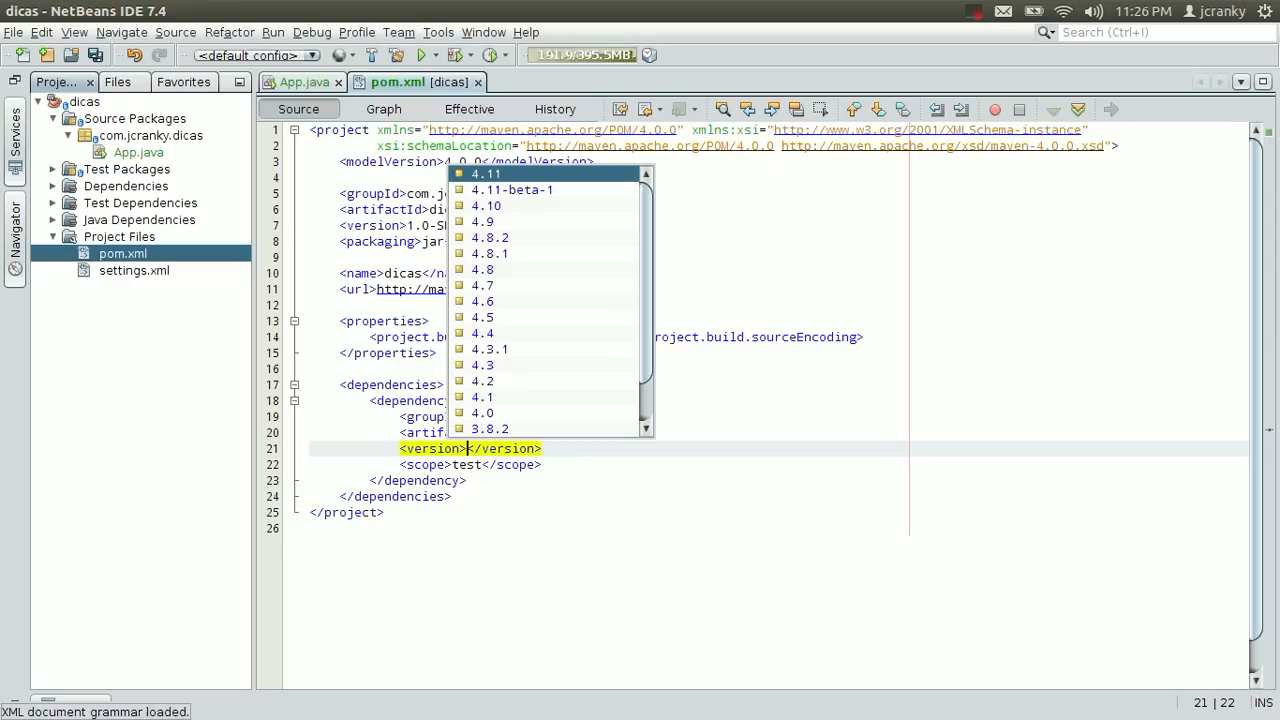 dicas - NetBeans IDE 7.4
11:26 PM jcranky
File Edit View Navigate Source Refactor Run Debug Profile Team Tools Window Help
Search (Ctrl+I)
<default config>
191.9/395.5MB
Proje...
Files
Favorites
App.java
pom.xml [dicas]
Source
Graph
Effective
History
Services
Navigator
dicas
Source Packages
com.jcranky.dicas
App.java
Test Packages
Dependencies
Test Dependencies
Java Dependencies
Project Files
pom.xml
settings.xml
1 <project xmlns="http://maven.apache.org/POM/4.0.0" xmlns:xsi="http://www.w3.org/2001/XMLSchema-instance"
2 xsi:schemaLocation="http://maven.apache.org/POM/4.0.0 http://maven.apache.org/xsd/maven-4.0.0.xsd">
3 <modelVersion>4.0.0</modelVersion>
4
5 <groupId>com.j
6 <artifactId>di
7 <version>1.0-S
8 <packaging>jar
9
10 <name>dicas</n
11 <url>http://ma
12
13 <properties>
14 <project.b roject.build.sourceEncoding>
15 </properties>
16
17 <dependencies>
18 <dependency
19 <group
20 <artif
21 <version></version>
22 <scope>test</scope>
23 </dependency>
24 </dependencies>
25 </project>
26
4.11
4.11-beta-1
4.10
4.9
4.8.2
4.8.1
4.8
4.7
4.6
4.5
4.4
4.3.1
4.3
4.2
4.1
4.0
3.8.2
XML document grammar loaded.
21 | 22 INS